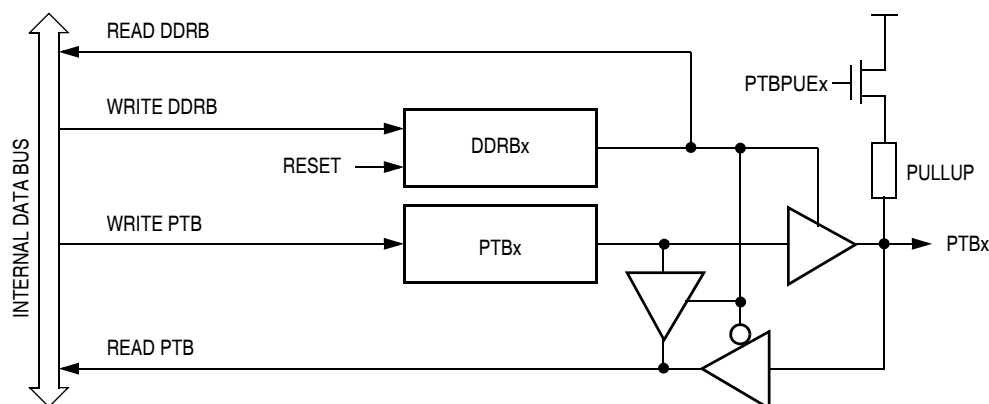 READ DDRB
PTBPUEx
WRITE DDRB
DDRBx
RESET
PULLUP
INTERNAL DATA BUS
WRITE PTB
PTBx
PTBx
READ PTB